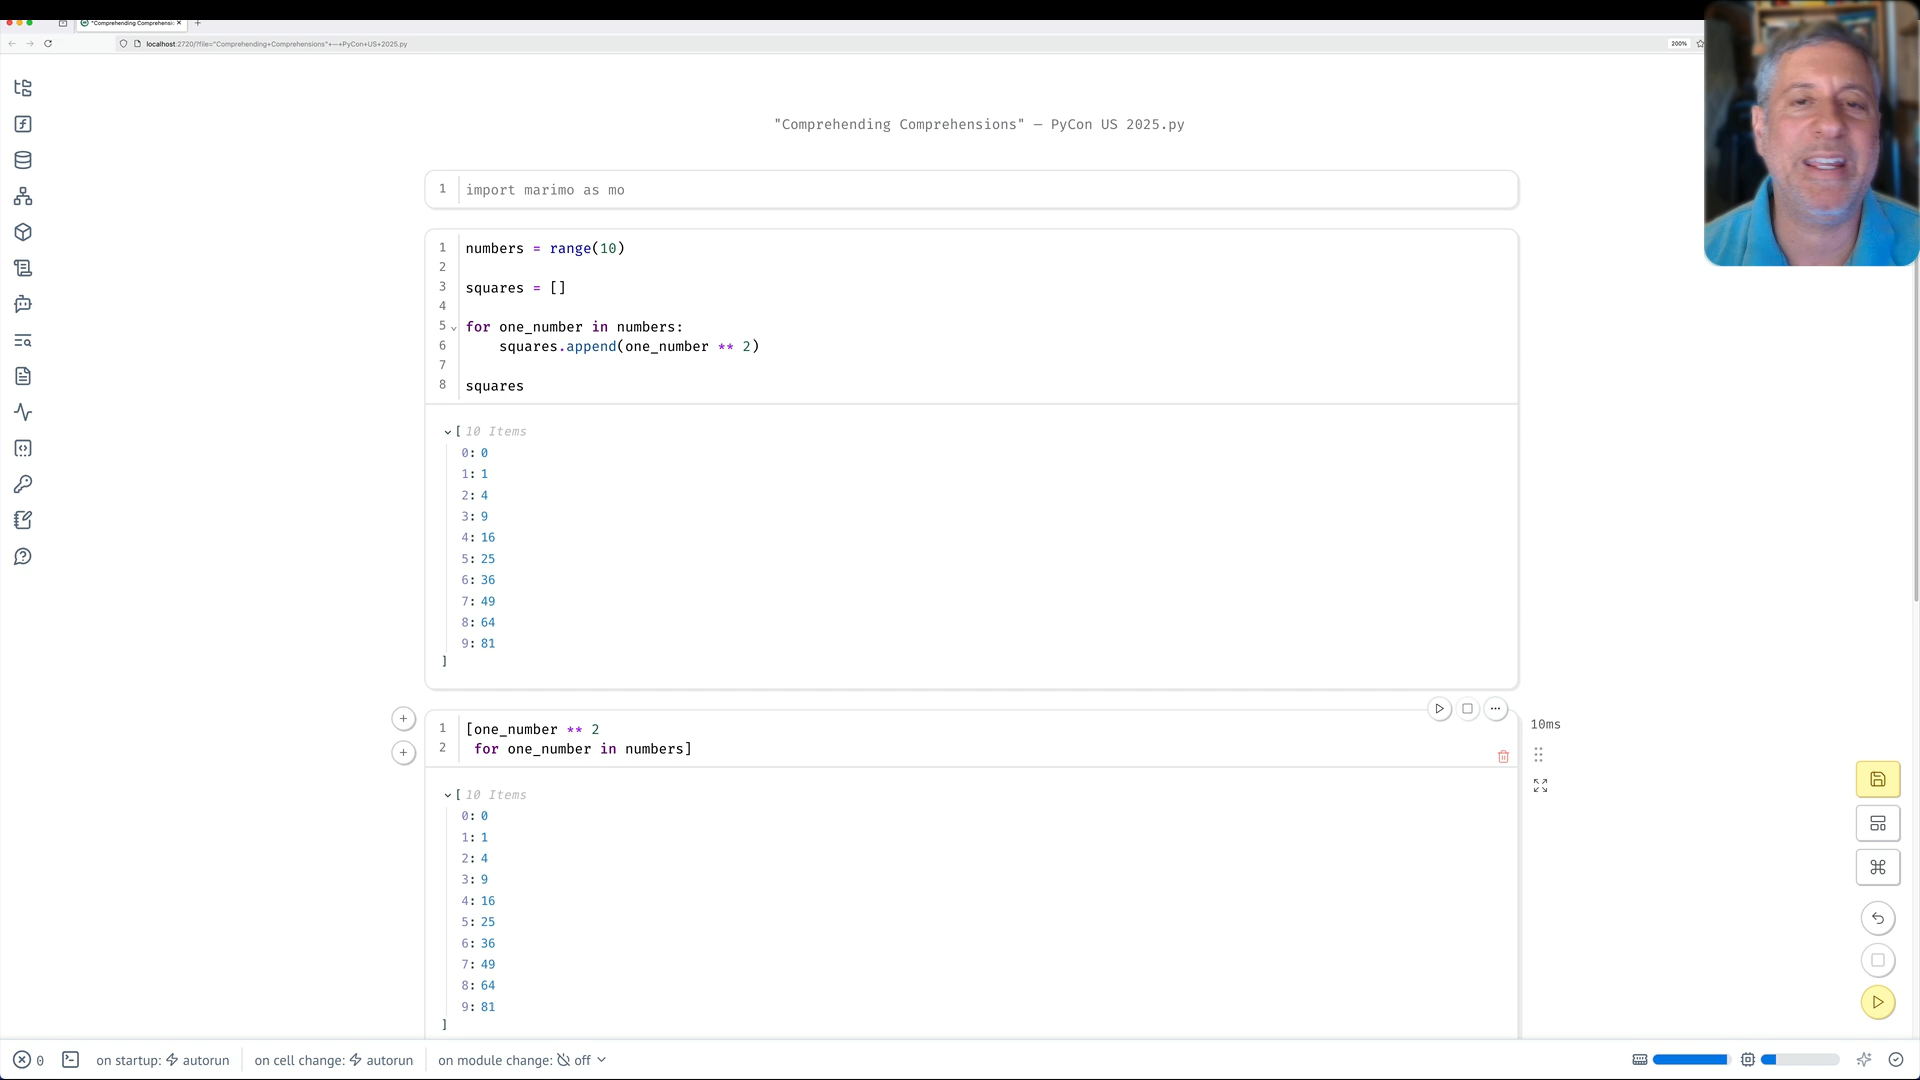 "Comprehending Comprehensi
localhost:2720/?file="Comprehending+Comprehensions"+—+PyCon+US+2025.py
200%
"Comprehending Comprehensions" — PyCon US 2025.py
1 import marimo as mo
1 numbers = range(10)
2
3 squares = []
4
5 for one_number in numbers:
6 squares.append(one_number ** 2)
7
8 squares
[ 10 Items
0: 0
1: 1
2: 4
3: 9
4: 16
5: 25
6: 36
7: 49
8: 64
9: 81
]
1 [one_number ** 2
2 for one_number in numbers]
10ms
[ 10 Items
0: 0
1: 1
2: 4
3: 9
4: 16
5: 25
6: 36
7: 49
8: 64
9: 81
]
0 on startup: autorun on cell change: autorun on module change: off